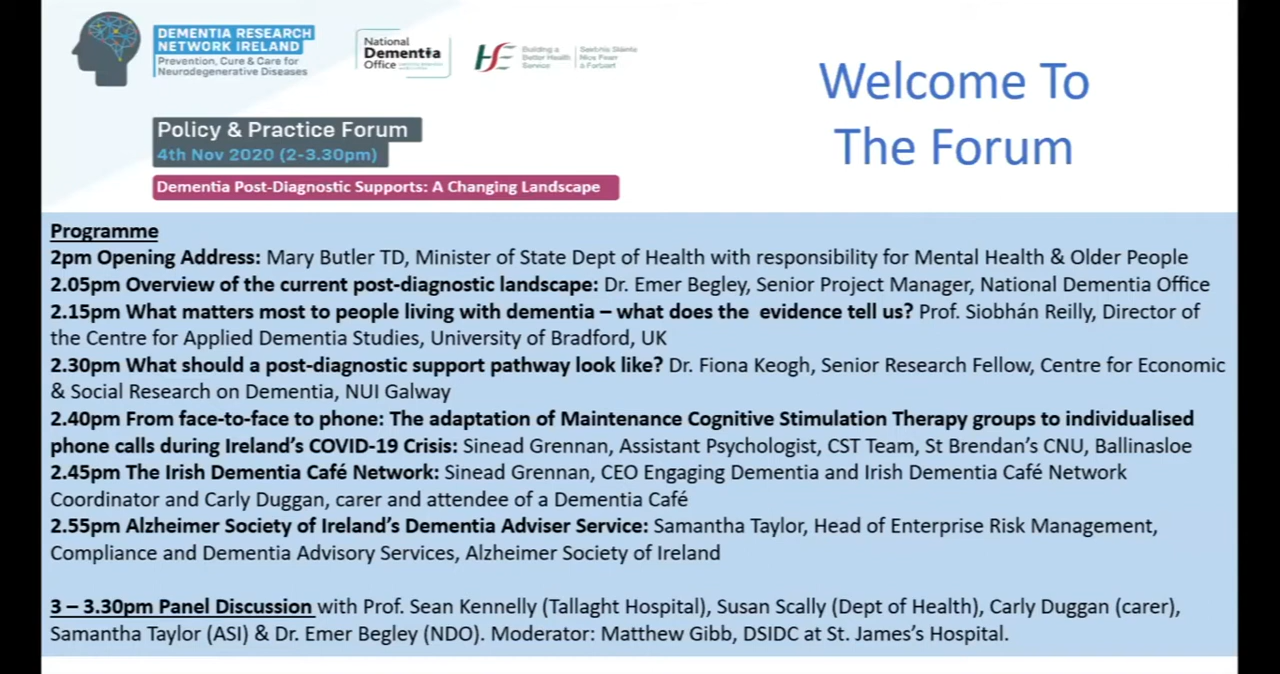 DEMENTIA RESEARCH
NETWORK IRELAND
Prevention, Cure & Care for
Neurodegenerative Diseases
National
Dementia
Office
Building a
Better Health
Service
Seirbhís Sláinte
Níos Fearr
á Forbairt
Welcome To
The Forum
Policy & Practice Forum
4th Nov 2020 (2-3.30pm)
Dementia Post-Diagnostic Supports: A Changing Landscape
Programme
2pm Opening Address: Mary Butler TD, Minister of State Dept of Health with responsibility for Mental Health & Older People
2.05pm Overview of the current post-diagnostic landscape: Dr. Emer Begley, Senior Project Manager, National Dementia Office
2.15pm What matters most to people living with dementia – what does the evidence tell us? Prof. Siobhán Reilly, Director of
the Centre for Applied Dementia Studies, University of Bradford, UK
2.30pm What should a post-diagnostic support pathway look like? Dr. Fiona Keogh, Senior Research Fellow, Centre for Economic
& Social Research on Dementia, NUI Galway
2.40pm From face-to-face to phone: The adaptation of Maintenance Cognitive Stimulation Therapy groups to individualised
phone calls during Ireland's COVID-19 Crisis: Sinead Grennan, Assistant Psychologist, CST Team, St Brendan's CNU, Ballinasloe
2.45pm The Irish Dementia Café Network: Sinead Grennan, CEO Engaging Dementia and Irish Dementia Café Network
Coordinator and Carly Duggan, carer and attendee of a Dementia Café
2.55pm Alzheimer Society of Ireland's Dementia Adviser Service: Samantha Taylor, Head of Enterprise Risk Management,
Compliance and Dementia Advisory Services, Alzheimer Society of Ireland
3 – 3.30pm Panel Discussion with Prof. Sean Kennelly (Tallaght Hospital), Susan Scally (Dept of Health), Carly Duggan (carer),
Samantha Taylor (ASI) & Dr. Emer Begley (NDO). Moderator: Matthew Gibb, DSIDC at St. James's Hospital.